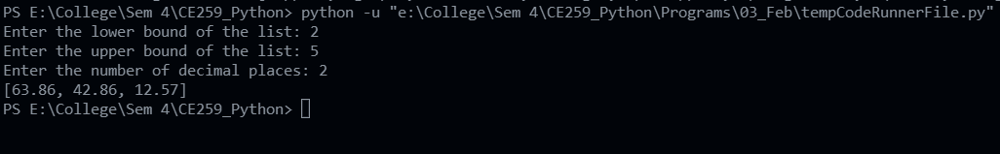 PS E:\College\Sem 4\CE259_Python> python -u "e:\College\Sem 4\CE259_Python\Programs\03_Feb\tempCodeRunnerFile.py"
Enter the lower bound of the list: 2
Enter the upper bound of the list: 5
Enter the number of decimal places: 2
[63.86, 42.86, 12.57]
PS E:\College\Sem 4\CE259_Python>